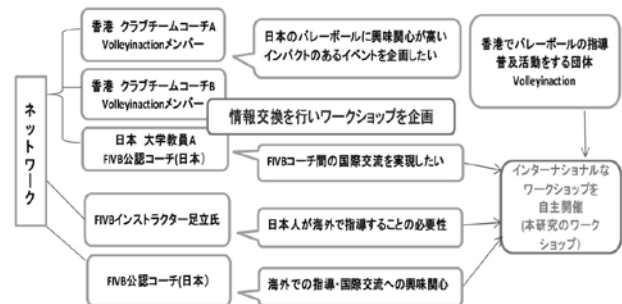 香港 クラブチームコーチA
Volleyinactionメンバー
日本のバレーボールに興味関心が高い
インパクトのあるイベントを企画したい
香港でバレーボールの指導
普及活動をする団体
Volleyinaction
香港 クラブチームコーチB
Volleyinactionメンバー
情報交換を行いワークショップを企画
ネットワーク
日本 大学教員A
FIVB公認コーチ(日本)
FIVBコーチ間の国際交流を実現したい
インターナショナルな
ワークショップを
自主開催
(本研究のワーク
ショップ)
FIVBインストラクター足立氏
日本人が海外で指導することの必要性
FIVB公認コーチ(日本)
海外での指導・国際交流への興味関心